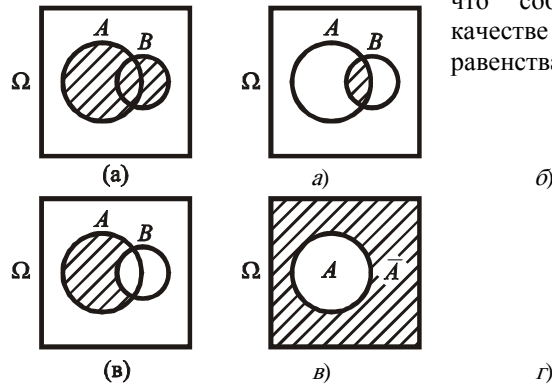 что соб
качестве
равенства
A B
A B
Ω
Ω
(а)
а)
б)
A B
Ω
Ω
A Ā
(в)
в)
г)